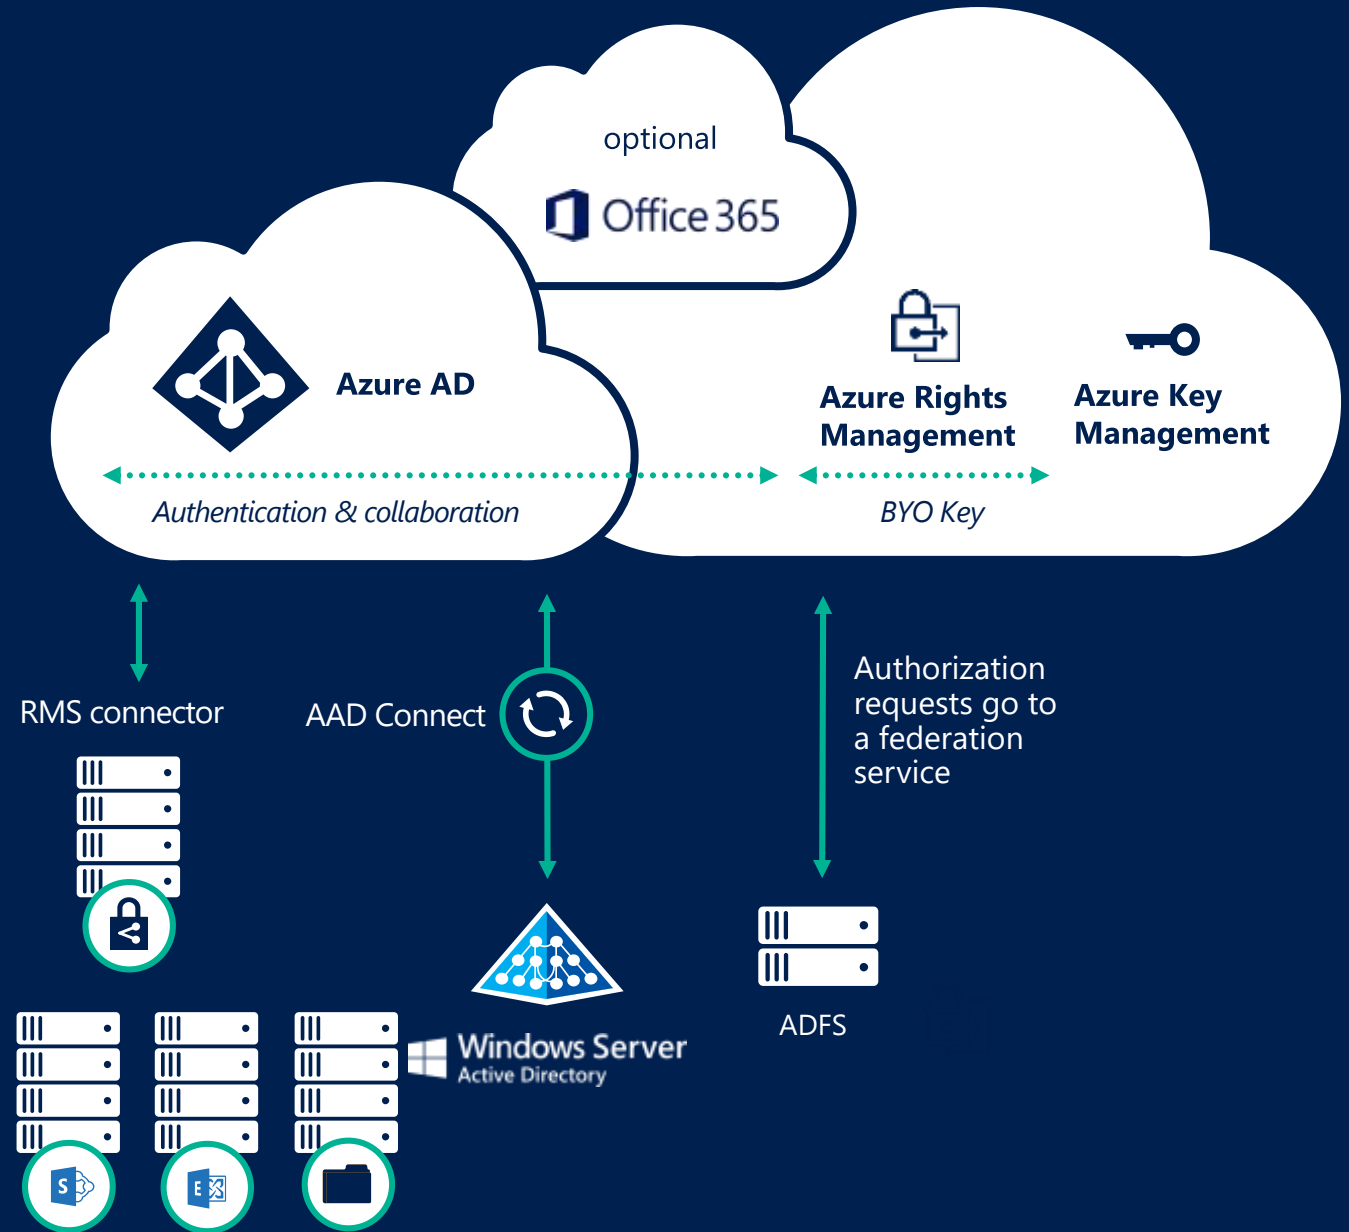 optional
Office 365
Azure AD
Azure Rights
Management
Azure Key
Management
Authentication & collaboration
BYO Key
RMS connector
AAD Connect
Authorization
requests go to
a federation
service
Windows Server
Active Directory
ADFS
S
E